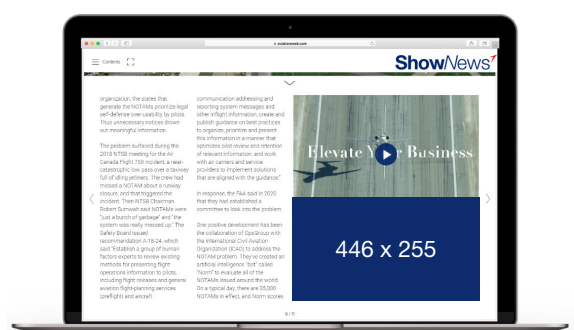 aviationweek.com
Contents
ShowNews
organization, the states that
generate the NOTAMs prioritize legal
self-defense over usability by pilots.
Thus unnecessary notices drown
out meaningful information.
The problem surfaced during the
2018 NTSB meeting for the Air
Canada Flight 759 incident, a near-
catastrophic low pass over a taxiway
full of idling jetliners. The crew had
missed a NOTAM about a runway
closure, and that triggered the
incident. Then-NTSB Chairman
Robert Sumwalt said NOTAMs were
"just a bunch of garbage" and "the
system was really messed up." The
Safety Board issued
recommendation A-18-24, which
said "Establish a group of human
factors experts to review existing
methods for presenting flight
operations information to pilots,
including flight releases and general
aviation flight-planning services
(preflight) and aircraft
communication addressing and
reporting system messages and
other inflight information; create and
publish guidance on best practices
to organize, prioritize and present
this information in a manner that
optimizes pilot review and retention
of relevant information; and work
with air carriers and service
providers to implement solutions
that are aligned with the guidance."
In response, the FAA said in 2020
that they had established a
committee to look into the problem.
One positive development has been
the collaboration of OpsGroup with
the International Civil Aviation
Organization (ICAO) to address the
NOTAM problem. They've created an
artificial intelligence "bot" called
"Norm" to evaluate all of the
NOTAMs issued around the world.
On a typical day, there are 35,000
NOTAMs in effect, and Norm scores
Elevate Your Business
446 x 255